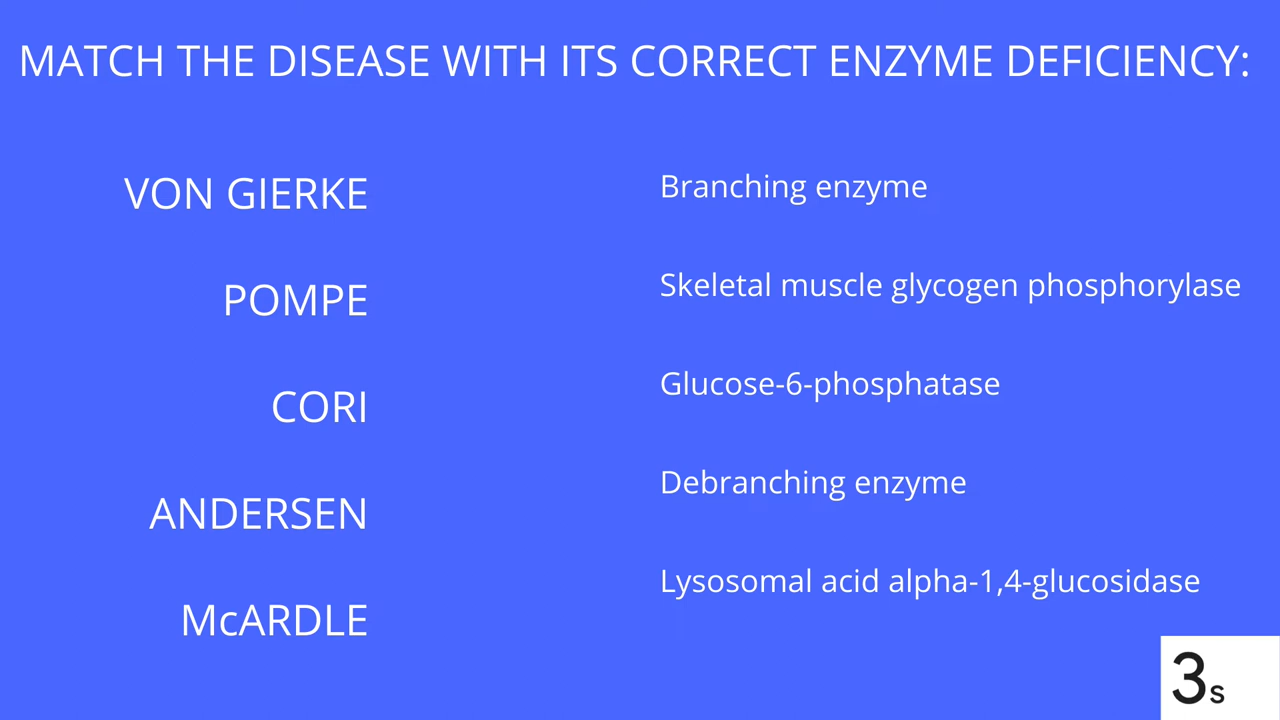 MATCH THE DISEASE WITH ITS CORRECT ENZYME DEFICIENCY:
VON GIERKE
POMPE
CORI
ANDERSEN
McARDLE
Branching enzyme
Skeletal muscle glycogen phosphorylase
Glucose-6-phosphatase
Debranching enzyme
Lysosomal acid alpha-1,4-glucosidase
3s